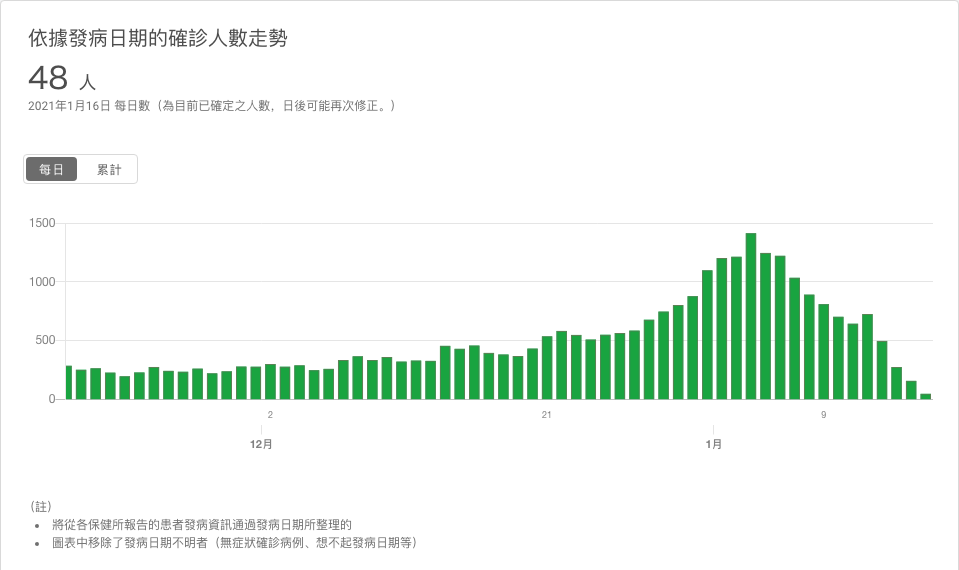 依據發病日期的確診人數走勢
48 人
2021年1月16日 每日數（為目前已確定之人數，日後可能再次修正。）
每日 累計
1500
1000
500
0
2 21 9
12月 1月
（註）
• 將從各保健所報告的患者發病資訊通過發病日期所整理的
• 圖表中移除了發病日期不明者（無症狀確診病例、想不起發病日期等）